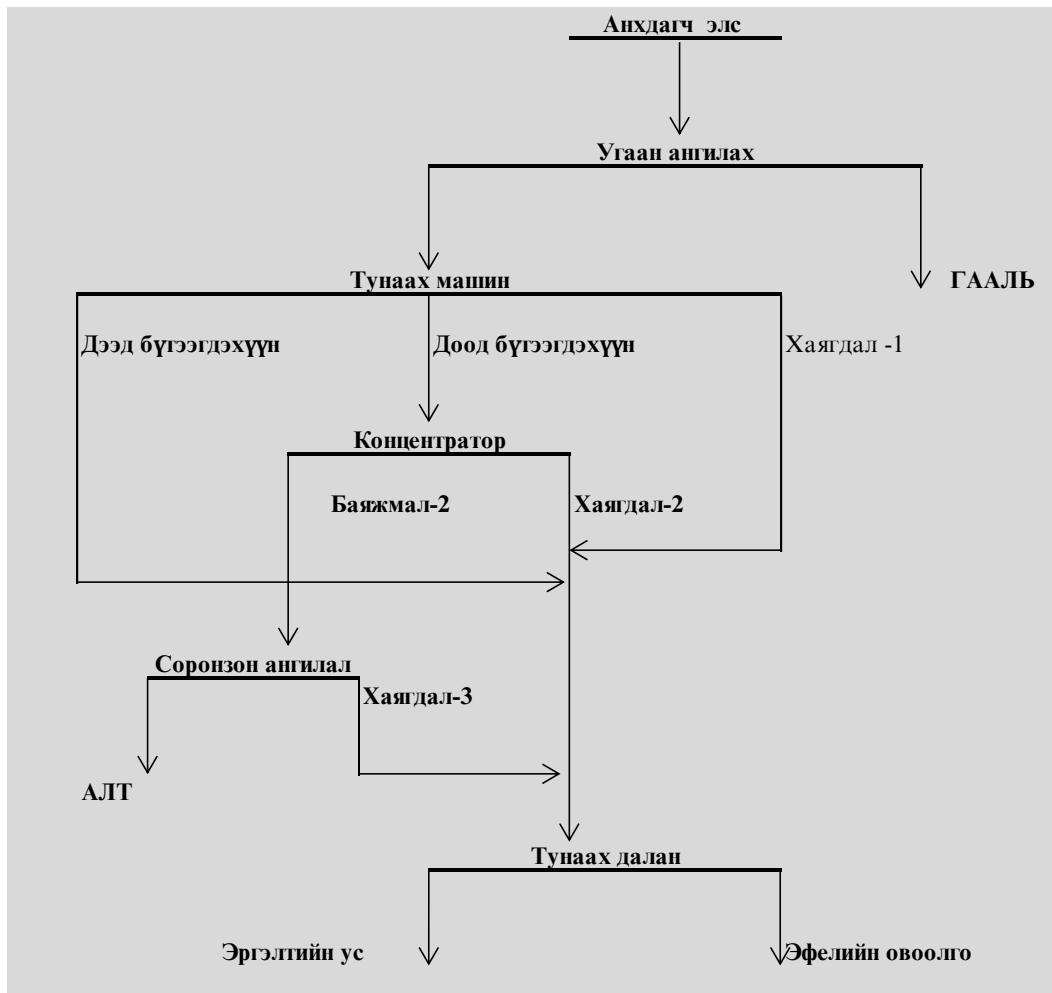 Анхдагч элс
Угаан ангилах
Тунаах машин
ГААЛЬ
Дээд бүтээгдэхүүн
Доод бүтээгдэхүүн
Хаягдал -1
Концентратор
Баяжмал-2
Хаягдал-2
Соронзон ангилал
Хаягдал-3
АЛТ
Тунаах далан
Эргэлтийн ус
Эфелийн овоолго